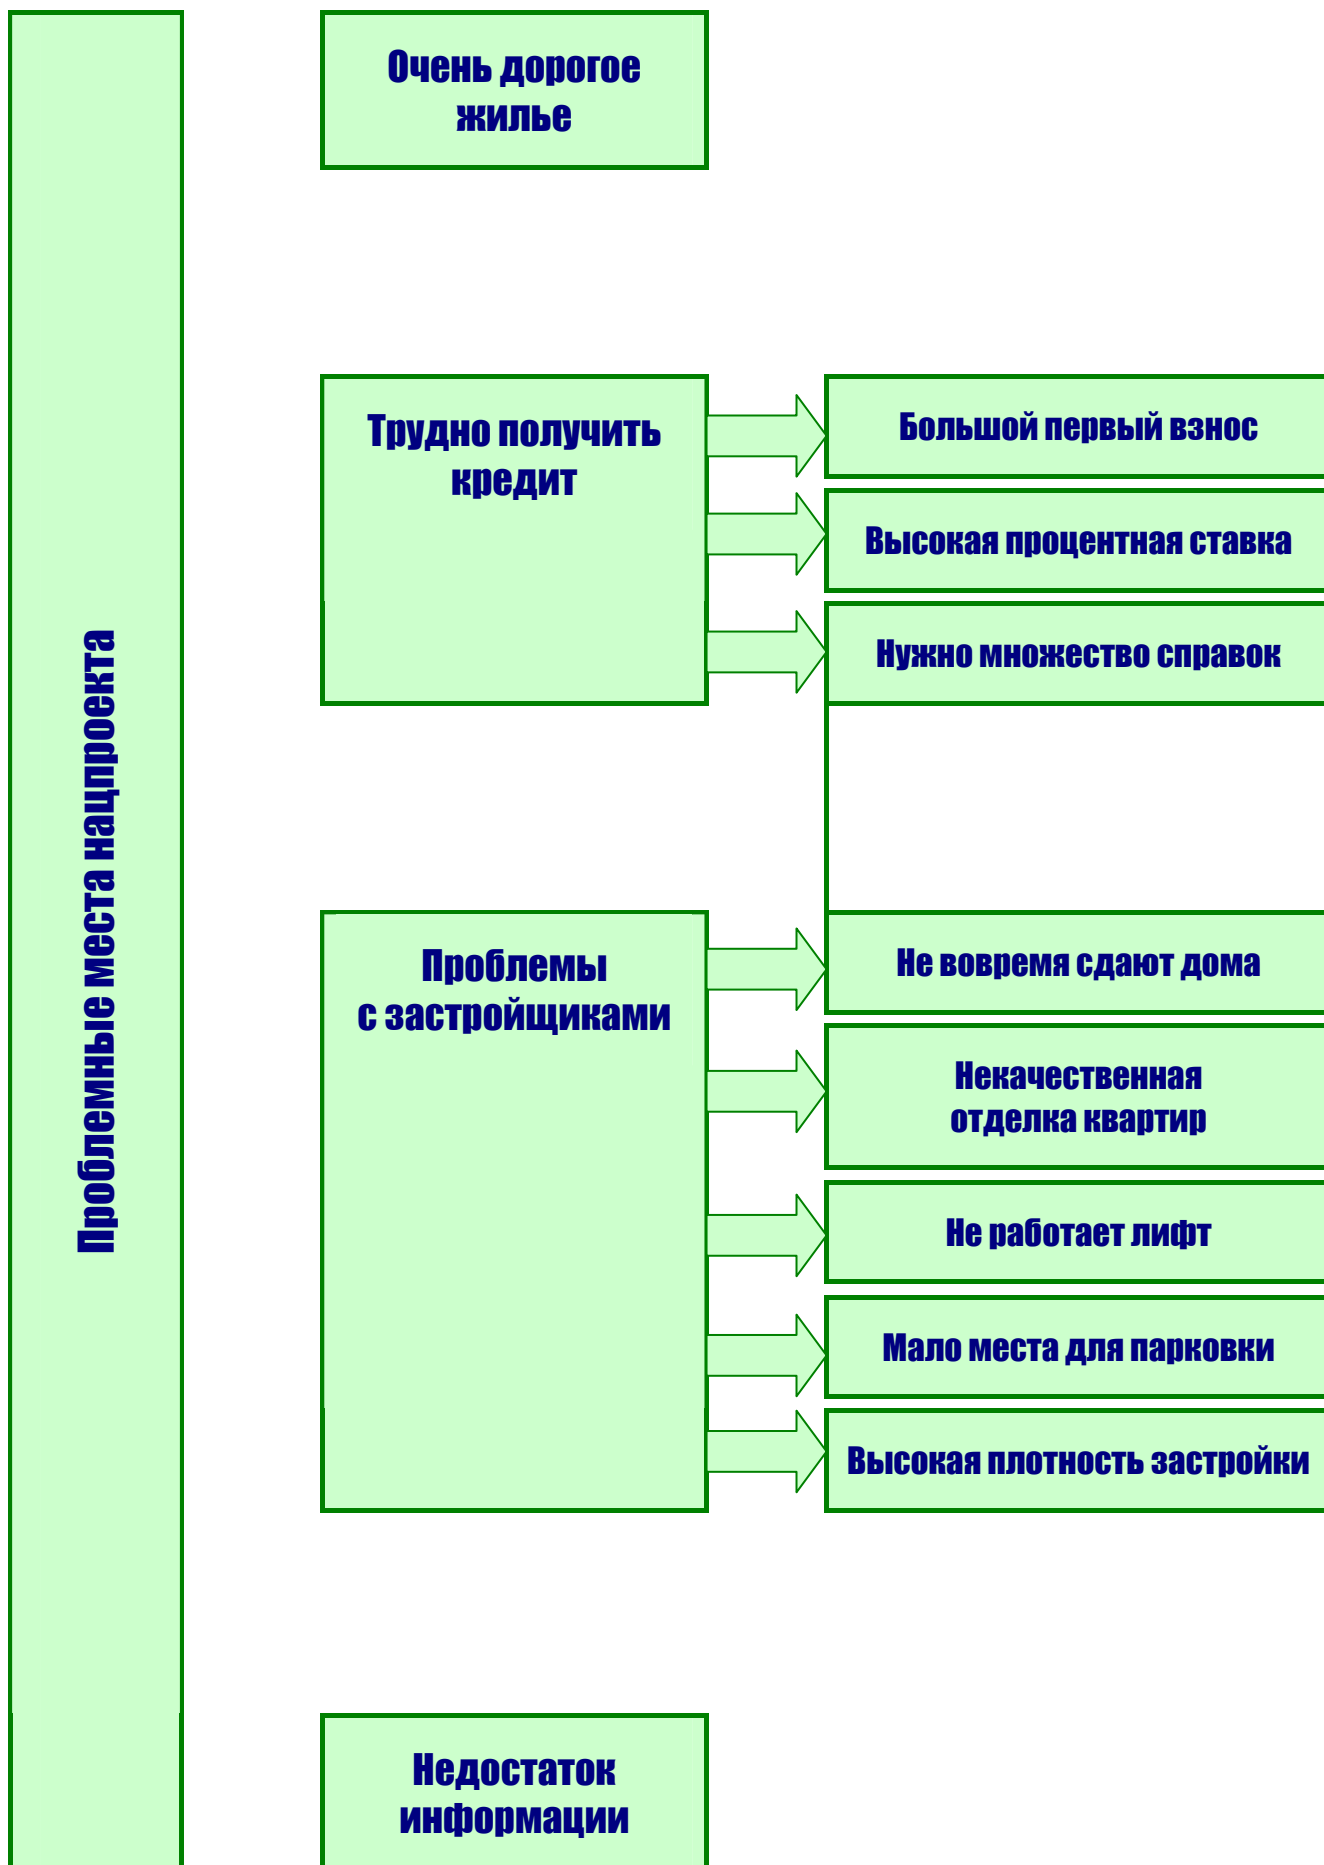 Проблемные места нацпроекта
Очень дорогое
жилье
Трудно получить
кредит
Большой первый взнос
Высокая процентная ставка
Нужно множество справок
Проблемы
с застройщиками
Не вовремя сдают дома
Некачественная
отделка квартир
Не работает лифт
Мало места для парковки
Высокая плотность застройки
Недостаток
информации